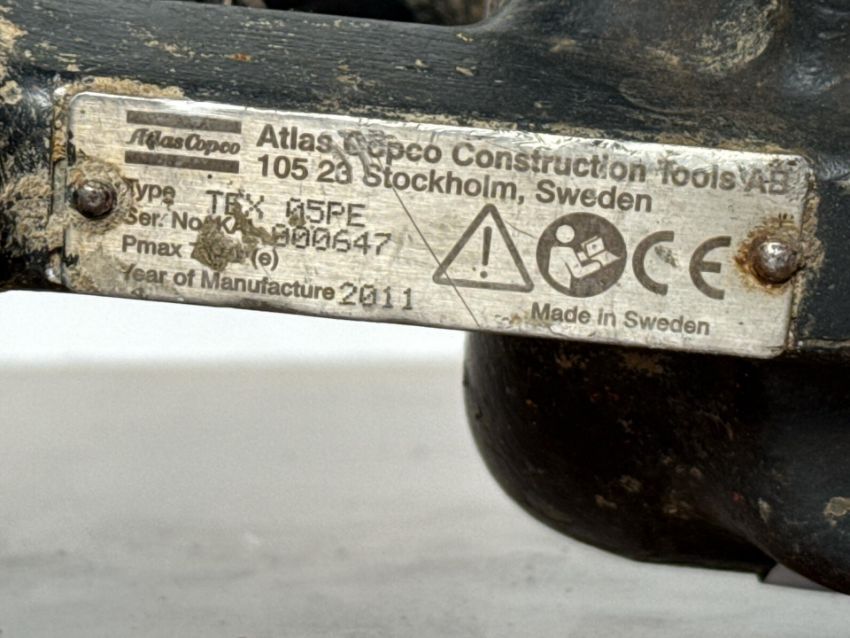 Atlas Copco
Atlas Copco Construction Tools AB
105 23 Stockholm, Sweden
Type TEX 05PE
Ser. No. 000647
Pmax (e)
Year of Manufacture 2011
CE
Made in Sweden